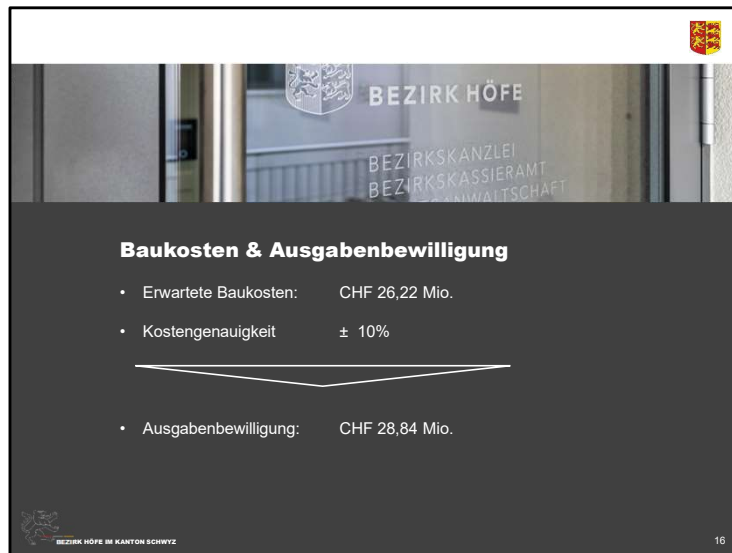 BEZIRK HÖFE
BEZIRKSKANZLEI
BEZIRKSKASSIERAMT
Baukosten & Ausgabenbewilligung
• Erwartete Baukosten: CHF 26,22 Mio.
• Kostengenauigkeit ± 10%
• Ausgabenbewilligung: CHF 28,84 Mio.
BEZIRK HÖFE IM KANTON SCHWYZ
16